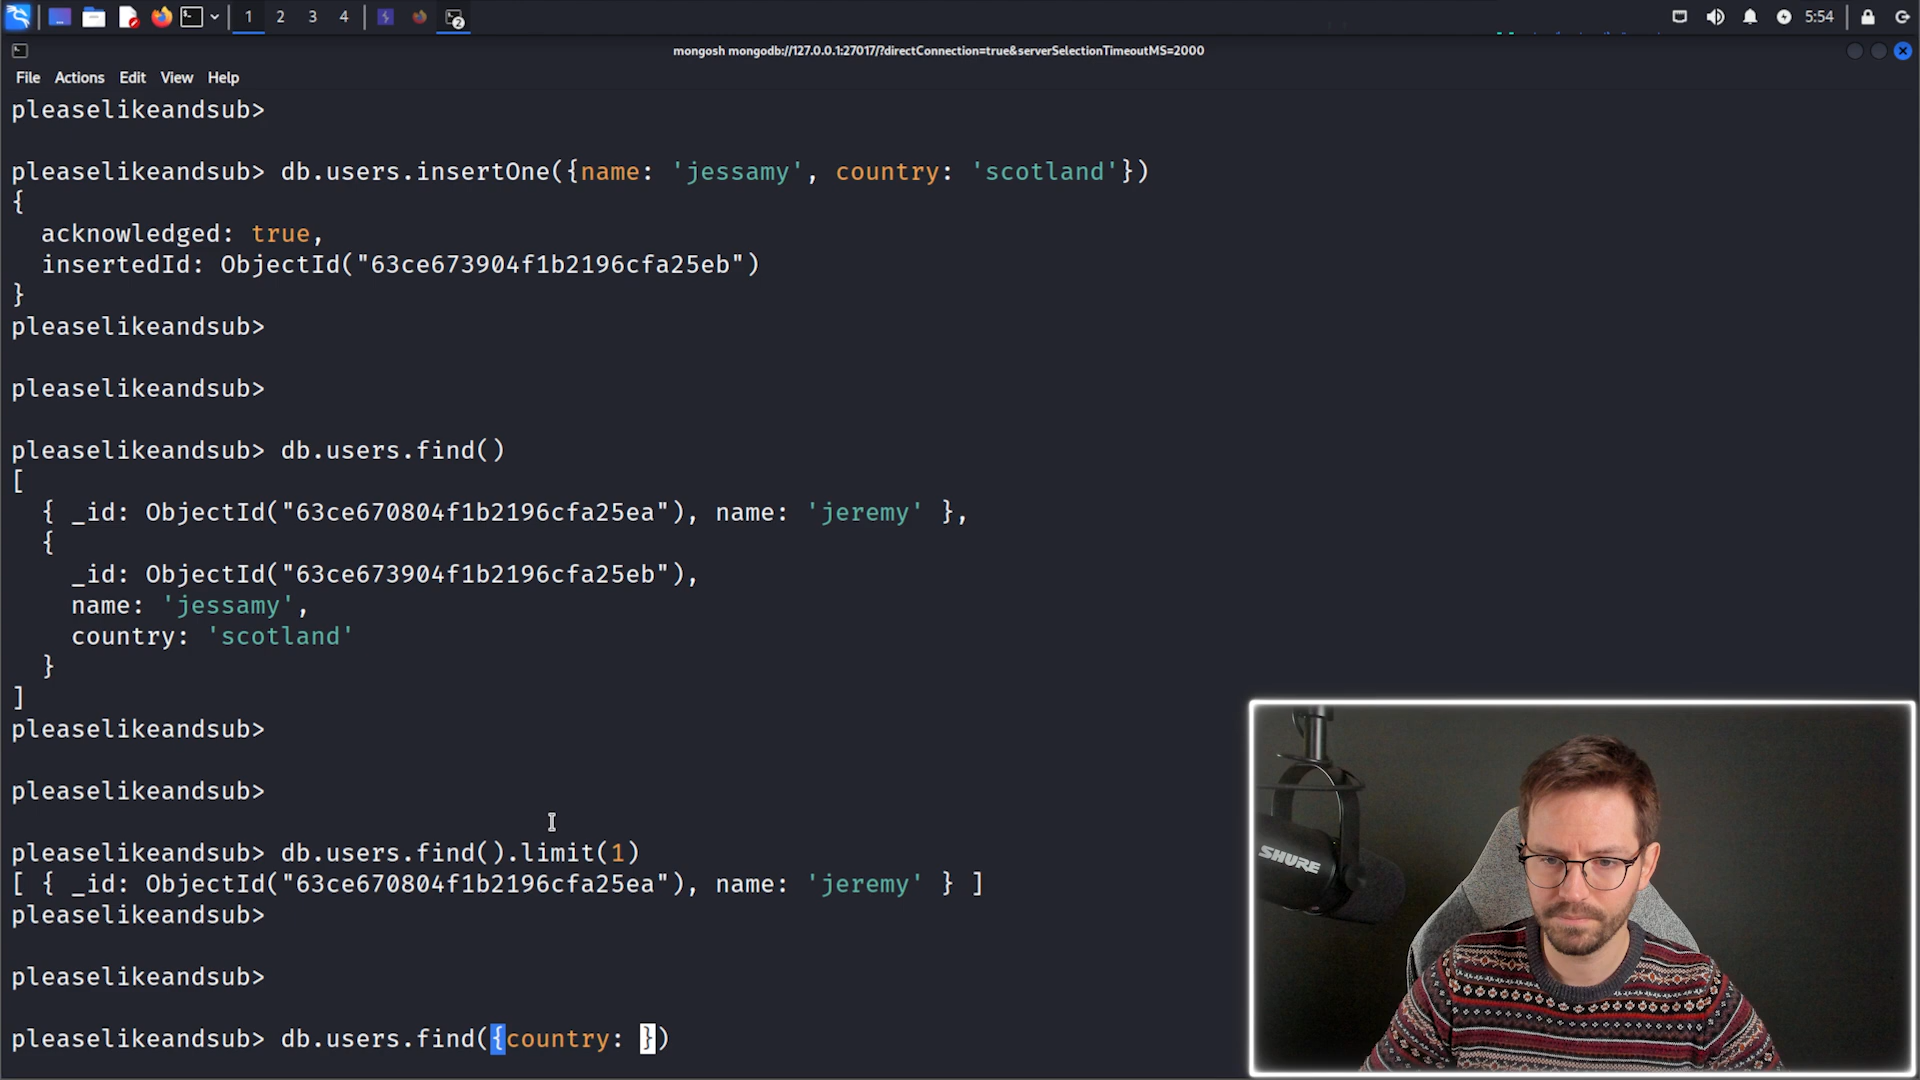 1 2 3 4
5:54
mongosh mongodb://127.0.0.1:27017/?directConnection=true&serverSelectionTimeoutMS=2000
File Actions Edit View Help
pleaselikeandsub>
pleaselikeandsub> db.users.insertOne({name: 'jessamy', country: 'scotland'})
{
acknowledged: true,
insertedId: ObjectId("63ce673904f1b2196cfa25eb")
}
pleaselikeandsub>
pleaselikeandsub>
pleaselikeandsub> db.users.find()
[
{ _id: ObjectId("63ce670804f1b2196cfa25ea"), name: 'jeremy' },
{
_id: ObjectId("63ce673904f1b2196cfa25eb"),
name: 'jessamy',
country: 'scotland'
}
]
pleaselikeandsub>
pleaselikeandsub>
pleaselikeandsub> db.users.find().limit(1)
[ { _id: ObjectId("63ce670804f1b2196cfa25ea"), name: 'jeremy' } ]
pleaselikeandsub>
pleaselikeandsub>
pleaselikeandsub> db.users.find({country: })
SHURE